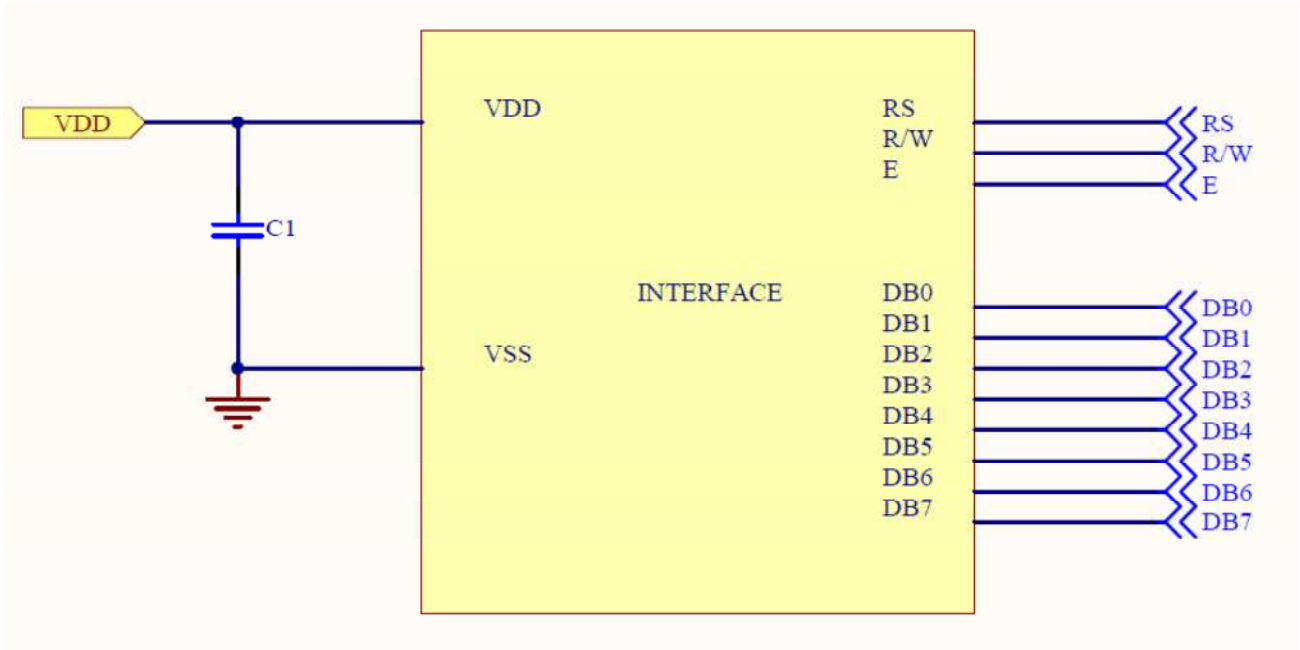 VDD
C1
VDD
VSS
INTERFACE
RS
R/W
E
DB0
DB1
DB2
DB3
DB4
DB5
DB6
DB7
RS
R/W
E
DB0
DB1
DB2
DB3
DB4
DB5
DB6
DB7